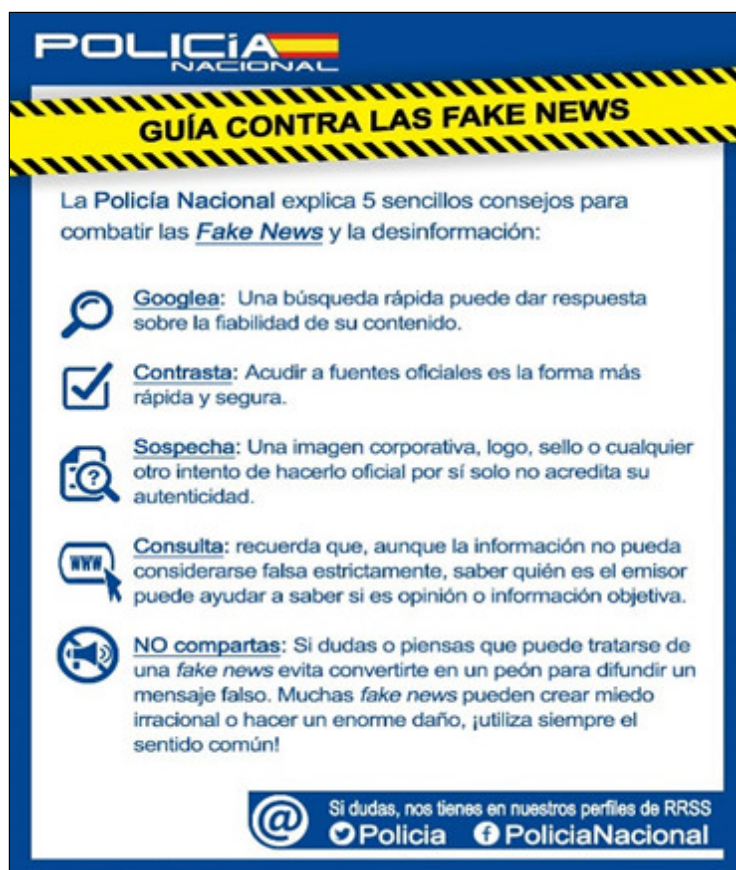 POLICÍA
NACIONAL
GUÍA CONTRA LAS FAKE NEWS
La Policía Nacional explica 5 sencillos consejos para
combatir las Fake News y la desinformación:
Googlea: Una búsqueda rápida puede dar respuesta
sobre la fiabilidad de su contenido.
Contrasta: Acudir a fuentes oficiales es la forma más
rápida y segura.
Sospecha: Una imagen corporativa, logo, sello o cualquier
otro intento de hacerlo oficial por sí solo no acredita su
autenticidad.
WWW
Consulta: recuerda que, aunque la información no pueda
considerarse falsa estrictamente, saber quién es el emisor
puede ayudar a saber si es opinión o información objetiva.
NO compartas: Si dudas o piensas que puede tratarse de
una fake news evita convertirte en un peón para difundir un
mensaje falso. Muchas fake news pueden crear miedo
irracional o hacer un enorme daño, ¡utiliza siempre el
sentido común!
@
Si dudas, nos tienes en nuestros perfiles de RRSS
Policia PoliciaNacional